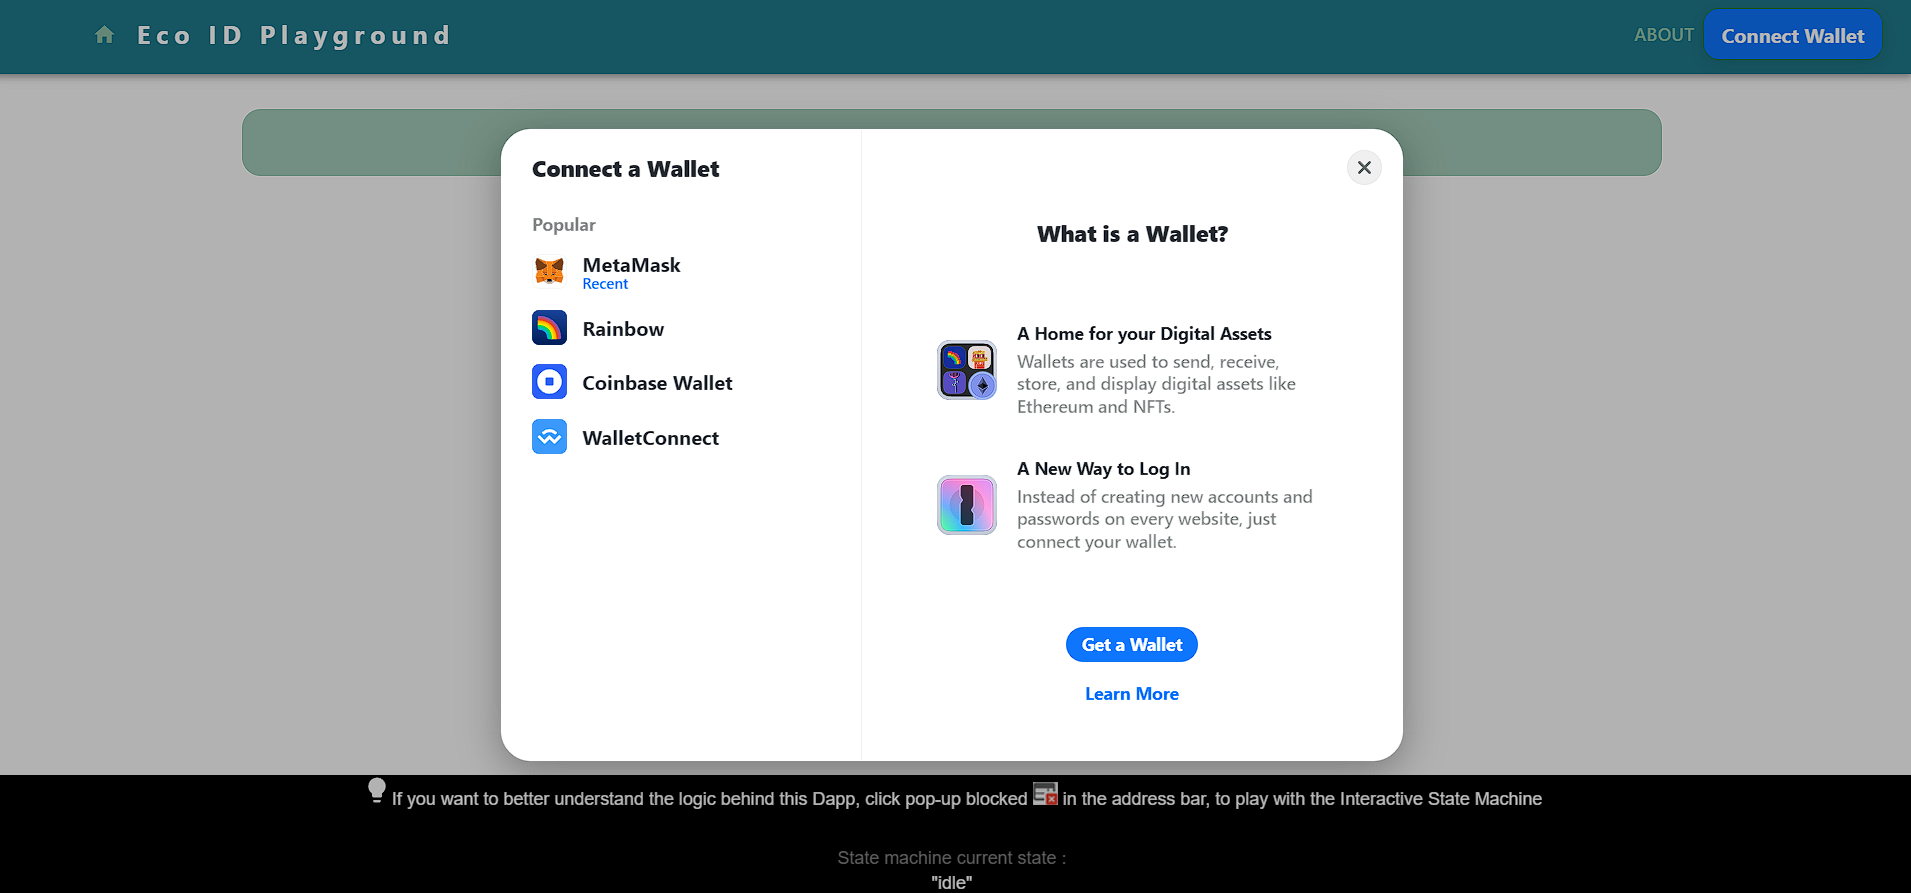 Eco ID Playground
ABOUT
Connect Wallet
Connect a Wallet
Popular
MetaMask
Recent
Rainbow
Coinbase Wallet
WalletConnect
What is a Wallet?
A Home for your Digital Assets
Wallets are used to send, receive,
store, and display digital assets like
Ethereum and NFTs.
A New Way to Log In
Instead of creating new accounts and
passwords on every website, just
connect your wallet.
Get a Wallet
Learn More
If you want to better understand the logic behind this Dapp, click pop-up blocked in the address bar, to play with the Interactive State Machine
State machine current state :
"idle"